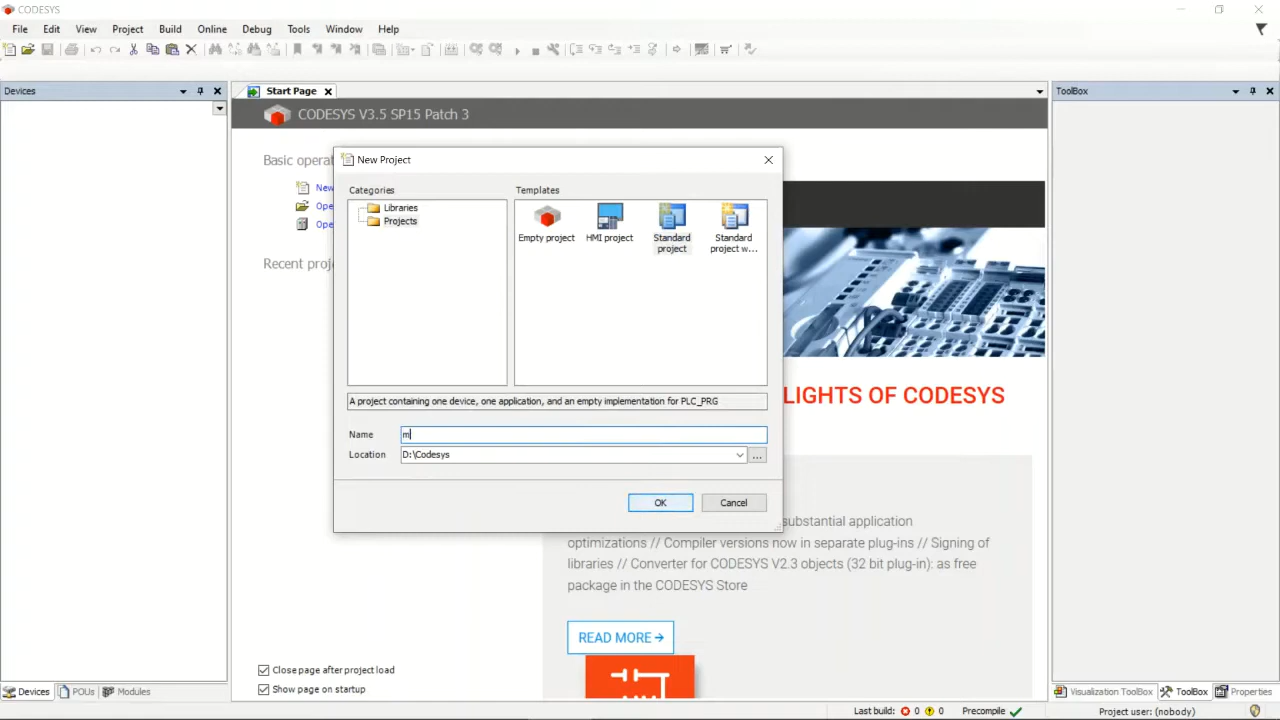 CODESYS
File Edit View Project Build Online Debug Tools Window Help
Devices
Start Page
ToolBox
CODESYS V3.5 SP15 Patch 3
Basic opera
New
Ope
Ope
Recent proj
New Project
Categories
Libraries
Projects
Templates
Empty project
HMI project
Standard
project
Standard
project w...
A project containing one device, one application, and an empty implementation for PLC_PRG
Name m
Location D:\Codesys ...
OK Cancel
LIGHTS OF CODESYS
substantial application
optimizations // Compiler versions now in separate plug-ins // Signing of
libraries // Converter for CODESYS V2.3 objects (32 bit plug-in): as free
package in the CODESYS Store
READ MORE
Close page after project load
Show page on startup
Devices POUs Modules
Visualization ToolBox ToolBox Properties
Last build: 0 0 Precompile Project user: (nobody)